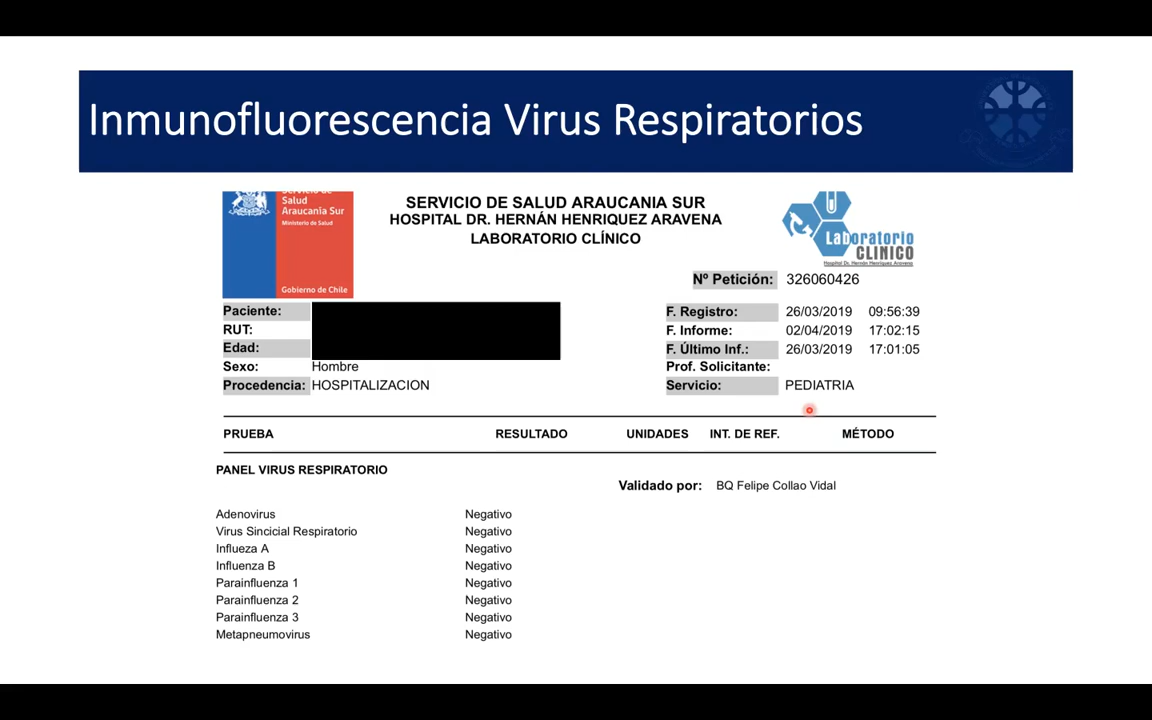 Inmunofluorescencia Virus Respiratorios
Servicio de
Salud
Araucanía Sur
Ministerio de Salud
Gobierno de Chile
SERVICIO DE SALUD ARAUCANIA SUR
HOSPITAL DR. HERNÁN HENRIQUEZ ARAVENA
LABORATORIO CLÍNICO
Laboratorio
CLINICO
Hospital Dr. Hernán Henríquez Aravena
Nº Petición: 326060426
Paciente:
RUT:
Edad:
Sexo: Hombre
Procedencia: HOSPITALIZACION
F. Registro: 26/03/2019 09:56:39
F. Informe: 02/04/2019 17:02:15
F. Último Inf.: 26/03/2019 17:01:05
Prof. Solicitante:
Servicio: PEDIATRIA
PRUEBA RESULTADO UNIDADES INT. DE REF. MÉTODO
PANEL VIRUS RESPIRATORIO
Validado por: BQ Felipe Collao Vidal
Adenovirus Negativo
Virus Sincicial Respiratorio Negativo
Influeza A Negativo
Influenza B Negativo
Parainfluenza 1 Negativo
Parainfluenza 2 Negativo
Parainfluenza 3 Negativo
Metapneumovirus Negativo